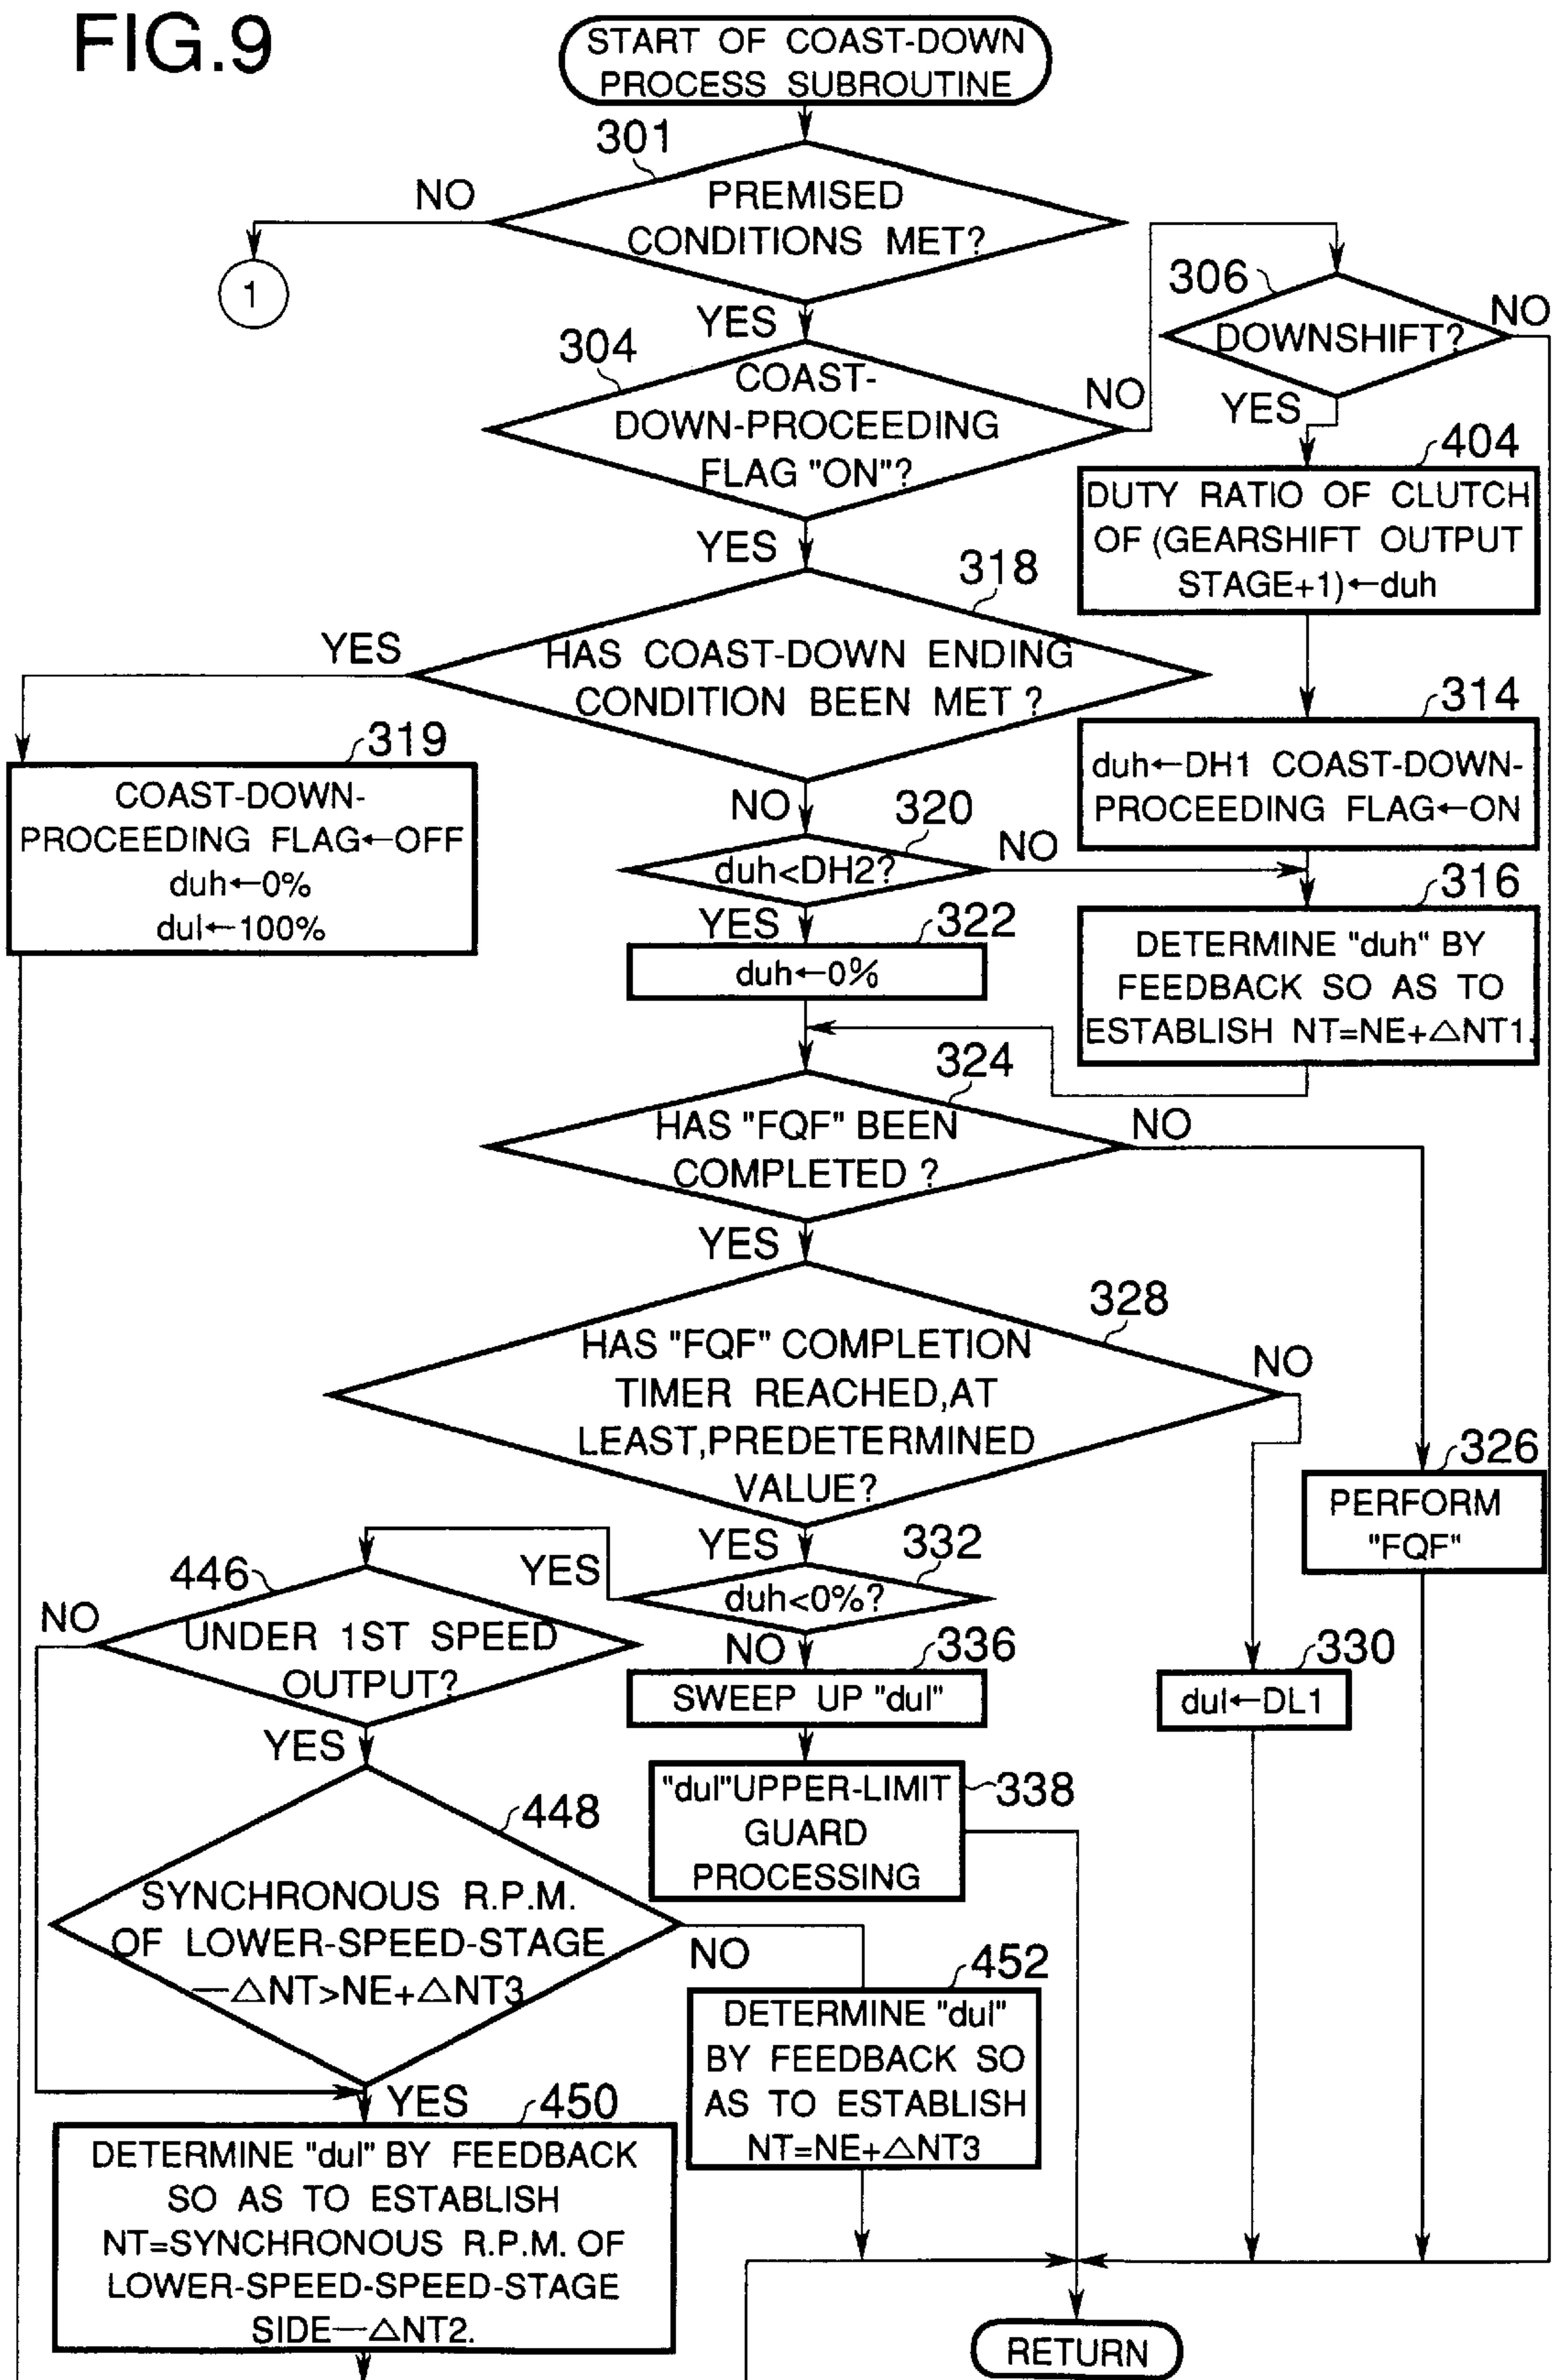 FIG.9
START OF COAST-DOWN
PROCESS SUBROUTINE
301
PREMISED
CONDITIONS MET?
NO
1
YES
304
COAST-
DOWN-PROCEEDING
FLAG "ON"?
NO
306
DOWNSHIFT?
NO
YES
404
DUTY RATIO OF CLUTCH
OF (GEARSHIFT OUTPUT
STAGE+1)←duh
YES
318
HAS COAST-DOWN ENDING
CONDITION BEEN MET ?
YES
319
COAST-DOWN-
PROCEEDING FLAG←OFF
duh←0%
dul←100%
314
duh←DH1 COAST-DOWN-
PROCEEDING FLAG←ON
NO
320
duh<DH2?
NO
YES
322
duh←0%
316
DETERMINE "duh" BY
FEEDBACK SO AS TO
ESTABLISH NT=NE+△NT1.
324
HAS "FQF" BEEN
COMPLETED ?
NO
YES
328
HAS "FQF" COMPLETION
TIMER REACHED,AT
LEAST,PREDETERMINED
VALUE?
NO
326
PERFORM
"FQF"
YES
332
duh<0%?
YES
446
UNDER 1ST SPEED
OUTPUT?
NO
NO
336
SWEEP UP "dul"
330
dul←DL1
YES
338
"dul"UPPER-LIMIT
GUARD
PROCESSING
448
SYNCHRONOUS R.P.M.
OF LOWER-SPEED-STAGE
—△NT>NE+△NT3
NO
452
DETERMINE "dul"
BY FEEDBACK SO
AS TO ESTABLISH
NT=NE+△NT3
YES
450
DETERMINE "dul" BY FEEDBACK
SO AS TO ESTABLISH
NT=SYNCHRONOUS R.P.M. OF
LOWER-SPEED-SPEED-STAGE
SIDE—△NT2.
RETURN